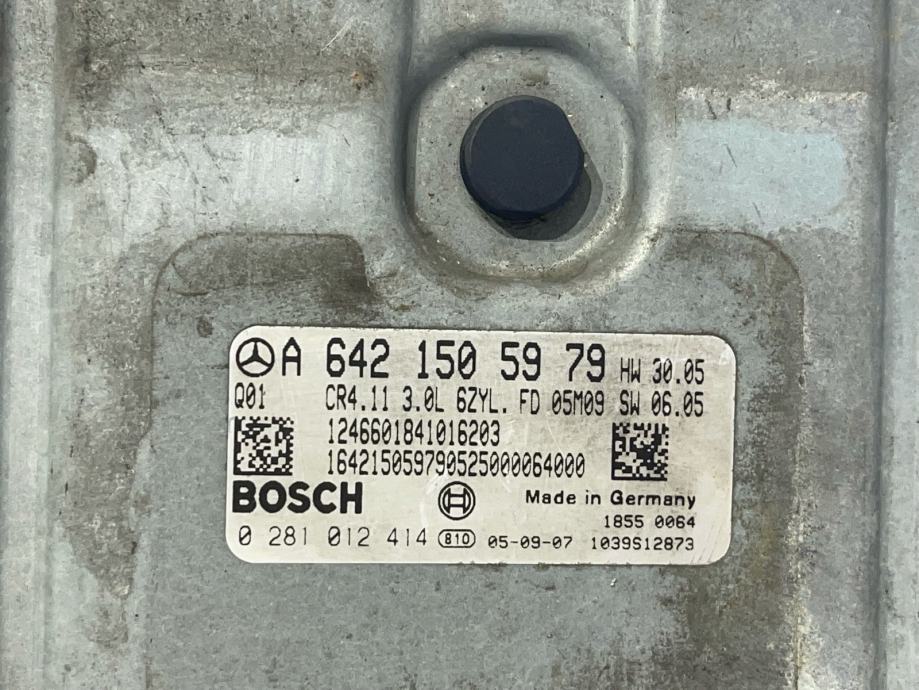 A 642 150 59 79 HW 30.05
Q01 CR4.11 3.0L 6ZYL. FD 05M09 SW 06.05
1246601841016203
16421505979052500064000
BOSCH Made in Germany
1855 0064
0 281 012 414 810 05-09-07 1039S12873